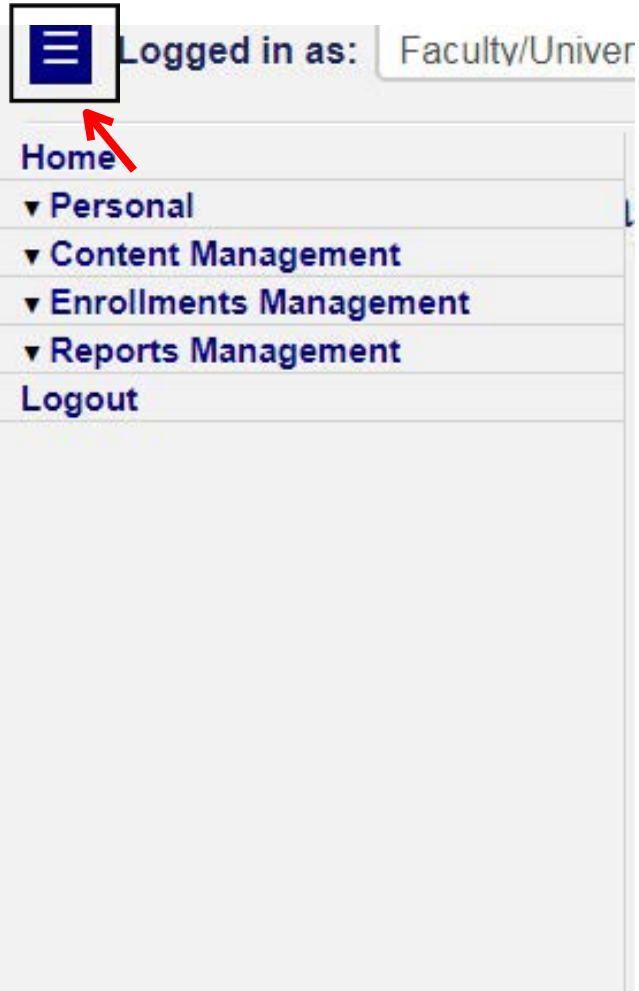 ☰ Logged in as: Faculty/Univer
Home
▾ Personal
▾ Content Management
▾ Enrollments Management
▾ Reports Management
Logout